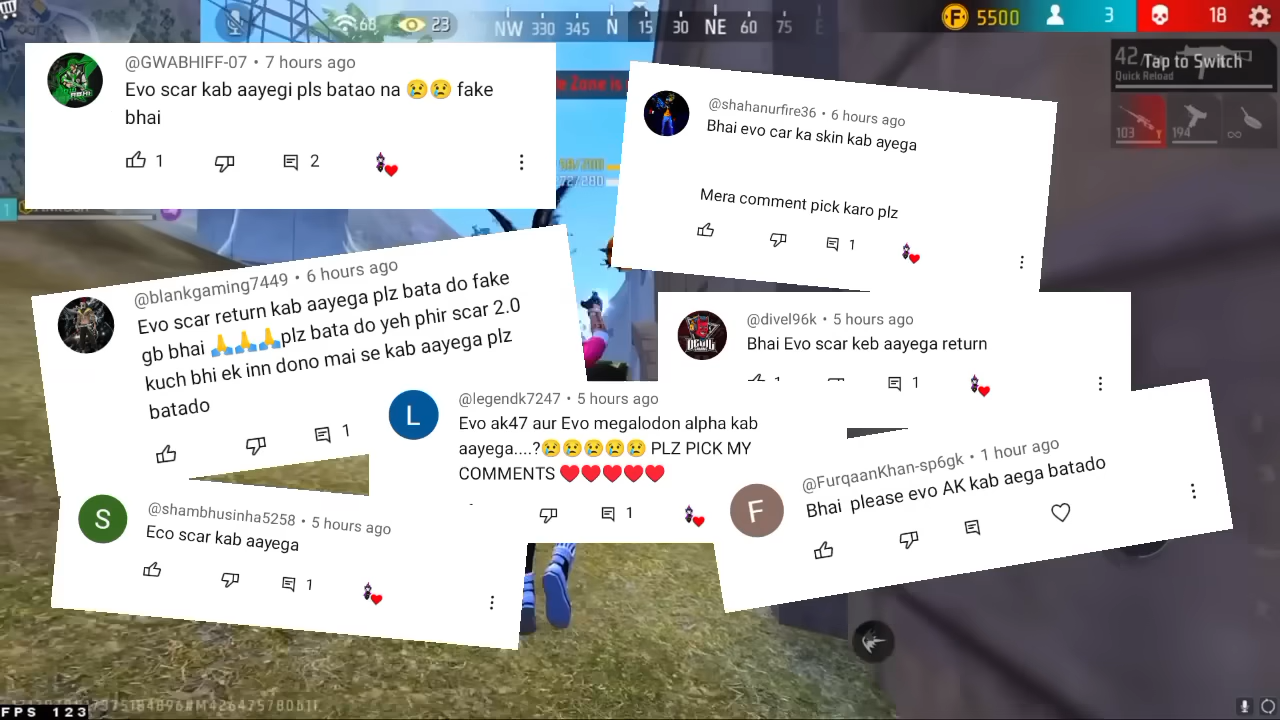 68
23
NW 330 345 N 15 30 NE 60 75 E
5500
3
18
42
Tap to Switch
Quick Reload
103
194
@GWABHIFF-07 • 7 hours ago
Evo scar kab aayegi pls batao na 😢😢 fake
bhai
1
2
@shahanurfire36 • 6 hours ago
Bhai evo car ka skin kab ayega
Mera comment pick karo plz
1
1
@blankgaming7449 • 6 hours ago
Evo scar return kab aayega plz bata do fake
gb bhai 🙏🙏🙏plz bata do yeh phir scar 2.0
kuch bhi ek inn dono mai se kab aayega plz
batado
1
@divel96k • 5 hours ago
Bhai Evo scar keb aayega return
1
1
L
@legendk7247 • 5 hours ago
Evo ak47 aur Evo megalodon alpha kab
aayega....?😢😢😢😢😢 PLZ PICK MY
COMMENTS ♥️♥️♥️♥️♥️
1
F
@FurqaanKhan-sp6gk • 1 hour ago
Bhai please evo AK kab aega batado
S
@shambhusinha5258 • 5 hours ago
Eco scar kab aayega
1
FPS 123